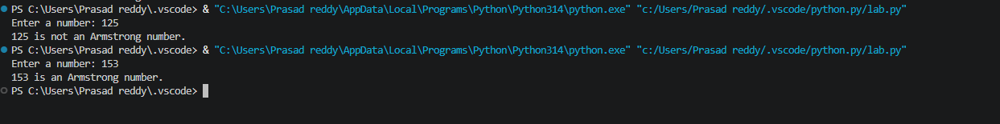 PS C:\Users\Prasad reddy\.vscode> & "C:\Users\Prasad reddy\AppData\Local\Programs\Python\Python314\python.exe" "c:/Users/Prasad reddy/.vscode/python.py/lab.py"
Enter a number: 125
125 is not an Armstrong number.
PS C:\Users\Prasad reddy\.vscode> & "C:\Users\Prasad reddy\AppData\Local\Programs\Python\Python314\python.exe" "c:/Users/Prasad reddy/.vscode/python.py/lab.py"
Enter a number: 153
153 is an Armstrong number.
PS C:\Users\Prasad reddy\.vscode>